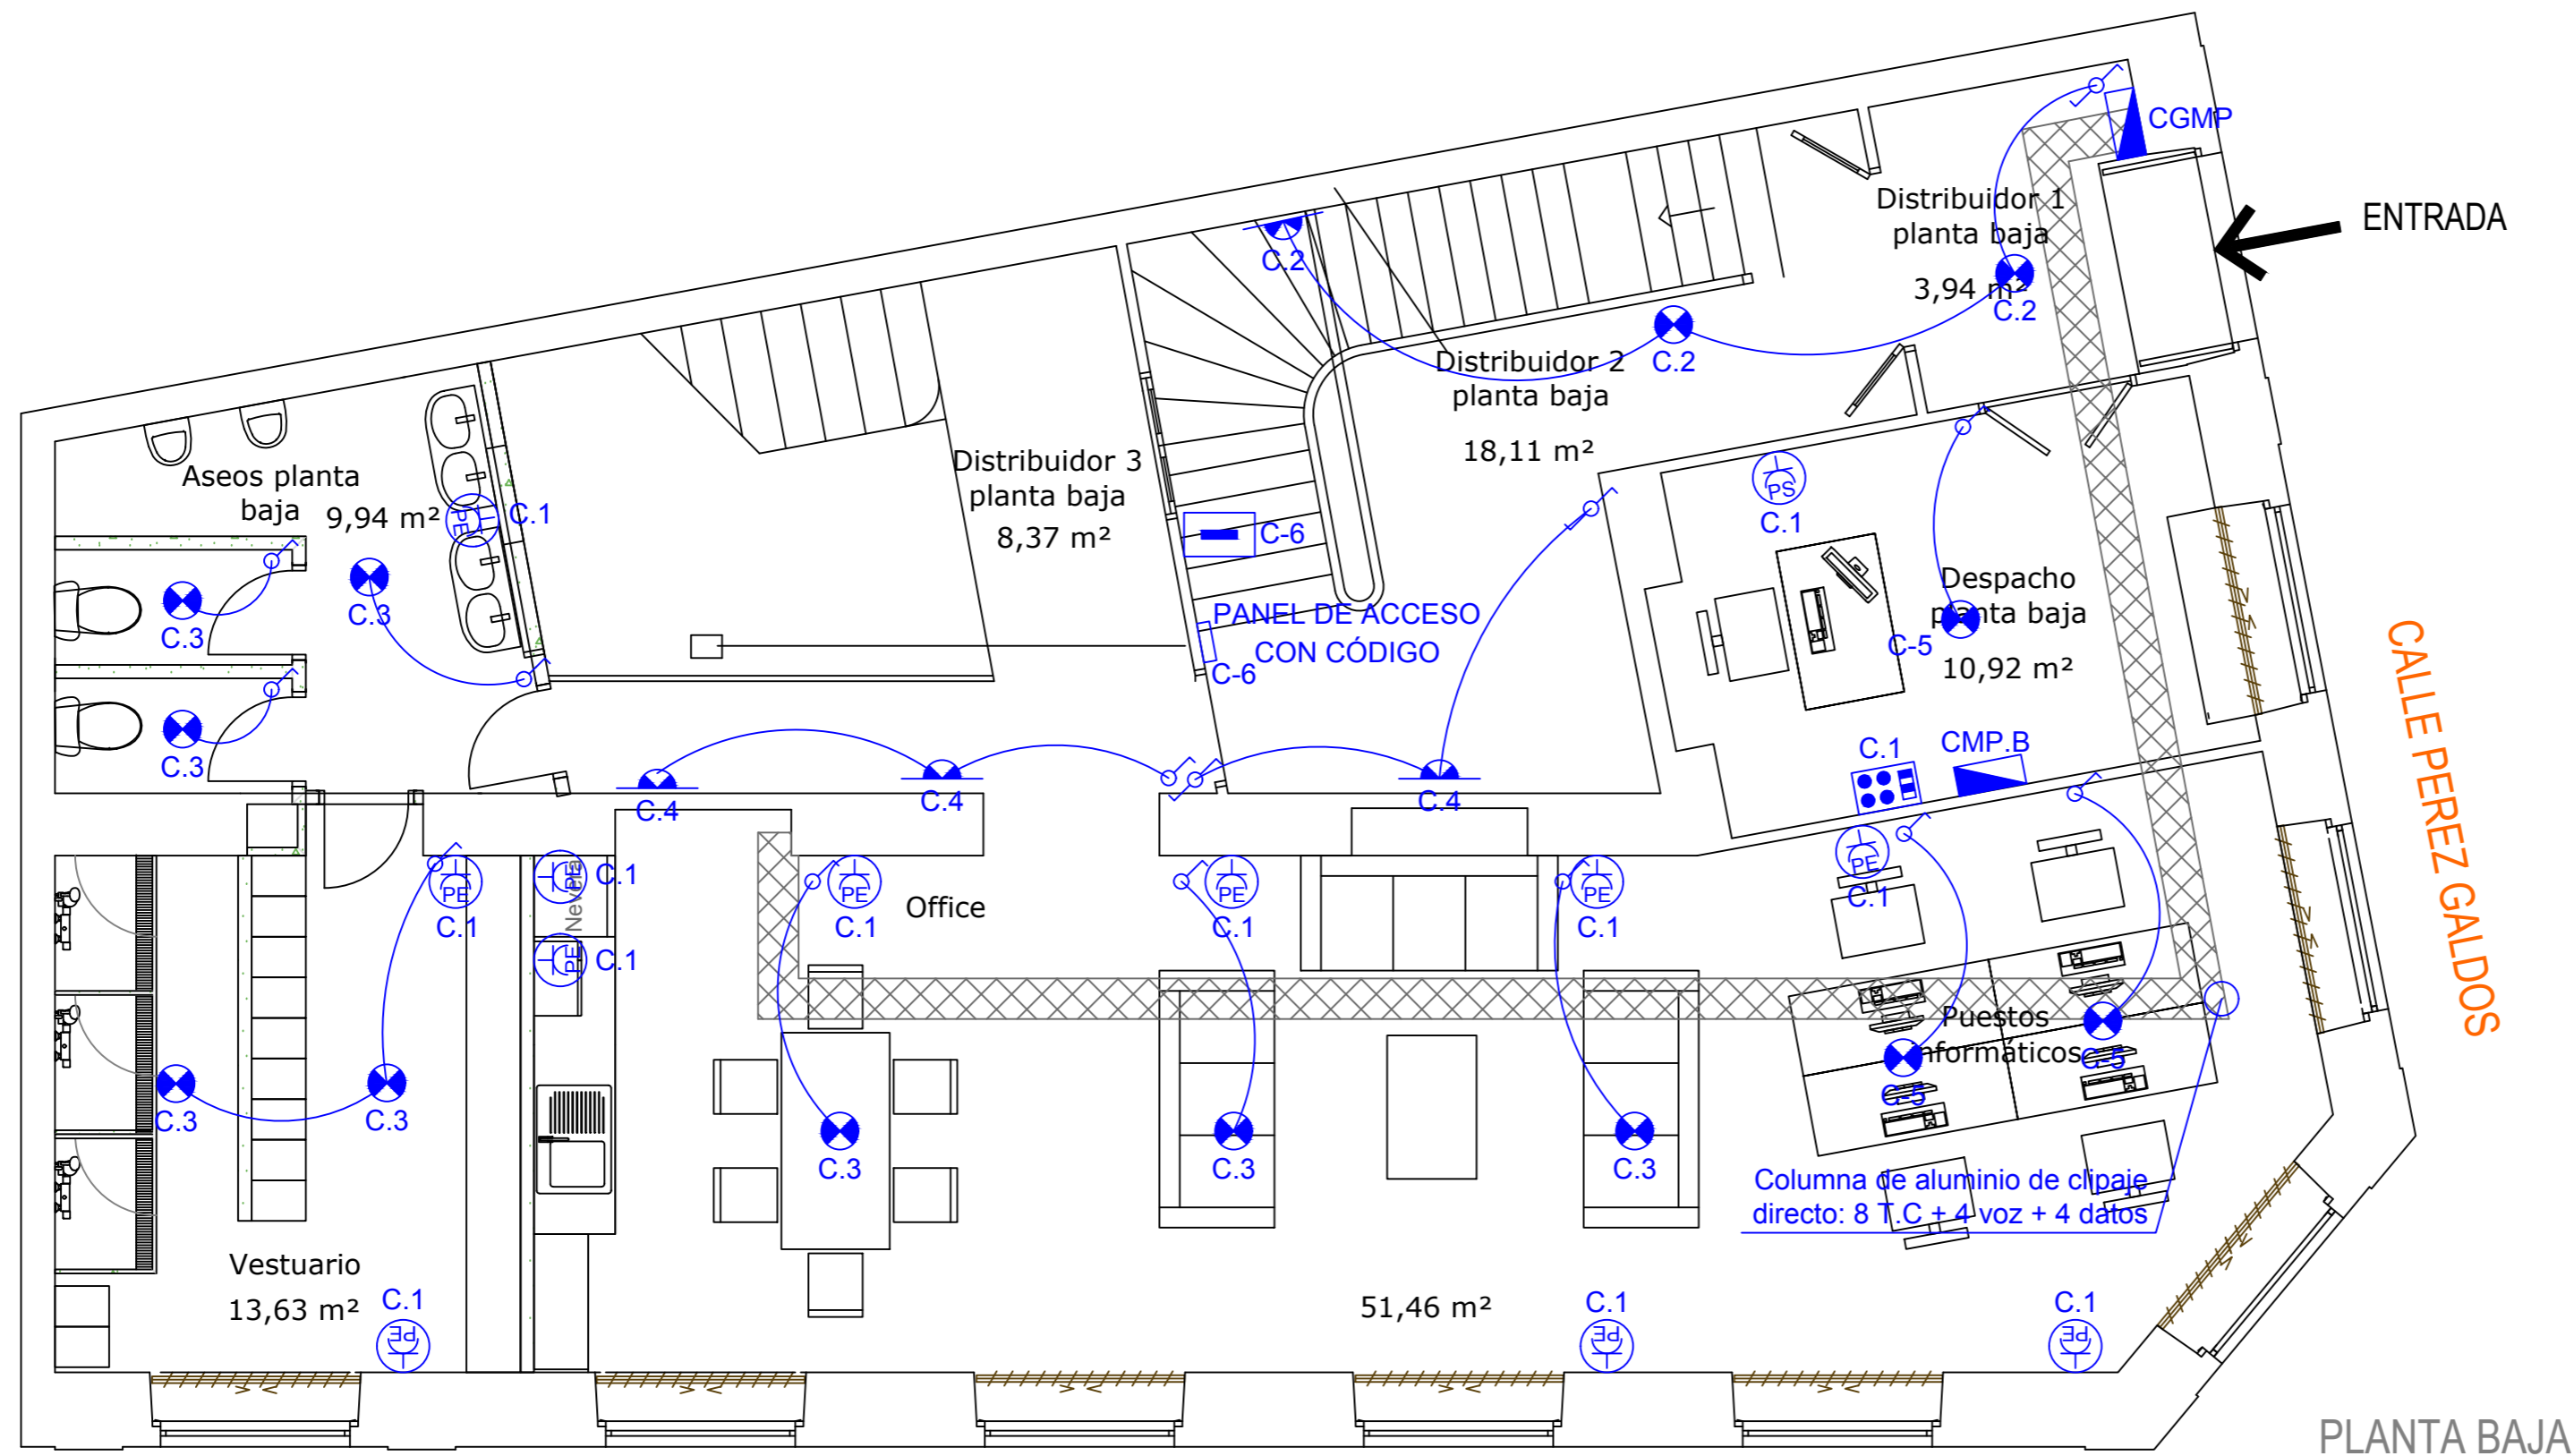 CGMP
ENTRADA
Distribuidor 1
planta baja
3,94 m²
C.2
C.2
C.2
Distribuidor 2
planta baja
18,11 m²
Distribuidor 3
planta baja
8,37 m²
Aseos planta
baja
9,94 m²
PE
C.1
C.3
C.3
C.3
PS
C.1
C-6
PANEL DE ACCESO
CON CÓDIGO
C-6
Despacho
planta baja
C-5
10,92 m²
CALLE PEREZ GALDOS
C.1
CMP.B
C.4
C.4
C.4
PE
C.1
PE
C.1
Nevera
PE
C.1
PE
C.1
Office
PE
C.1
PE
C.1
PE
C.1
Puestos
informáticos
C-5
C-5
C.3
C.3
C.3
C.3
C.3
Columna de aluminio de clipaje
directo: 8 T.C + 4 voz + 4 datos
Vestuario
13,63 m²
C.1
PE
51,46 m²
C.1
PE
C.1
PE
PLANTA BAJA